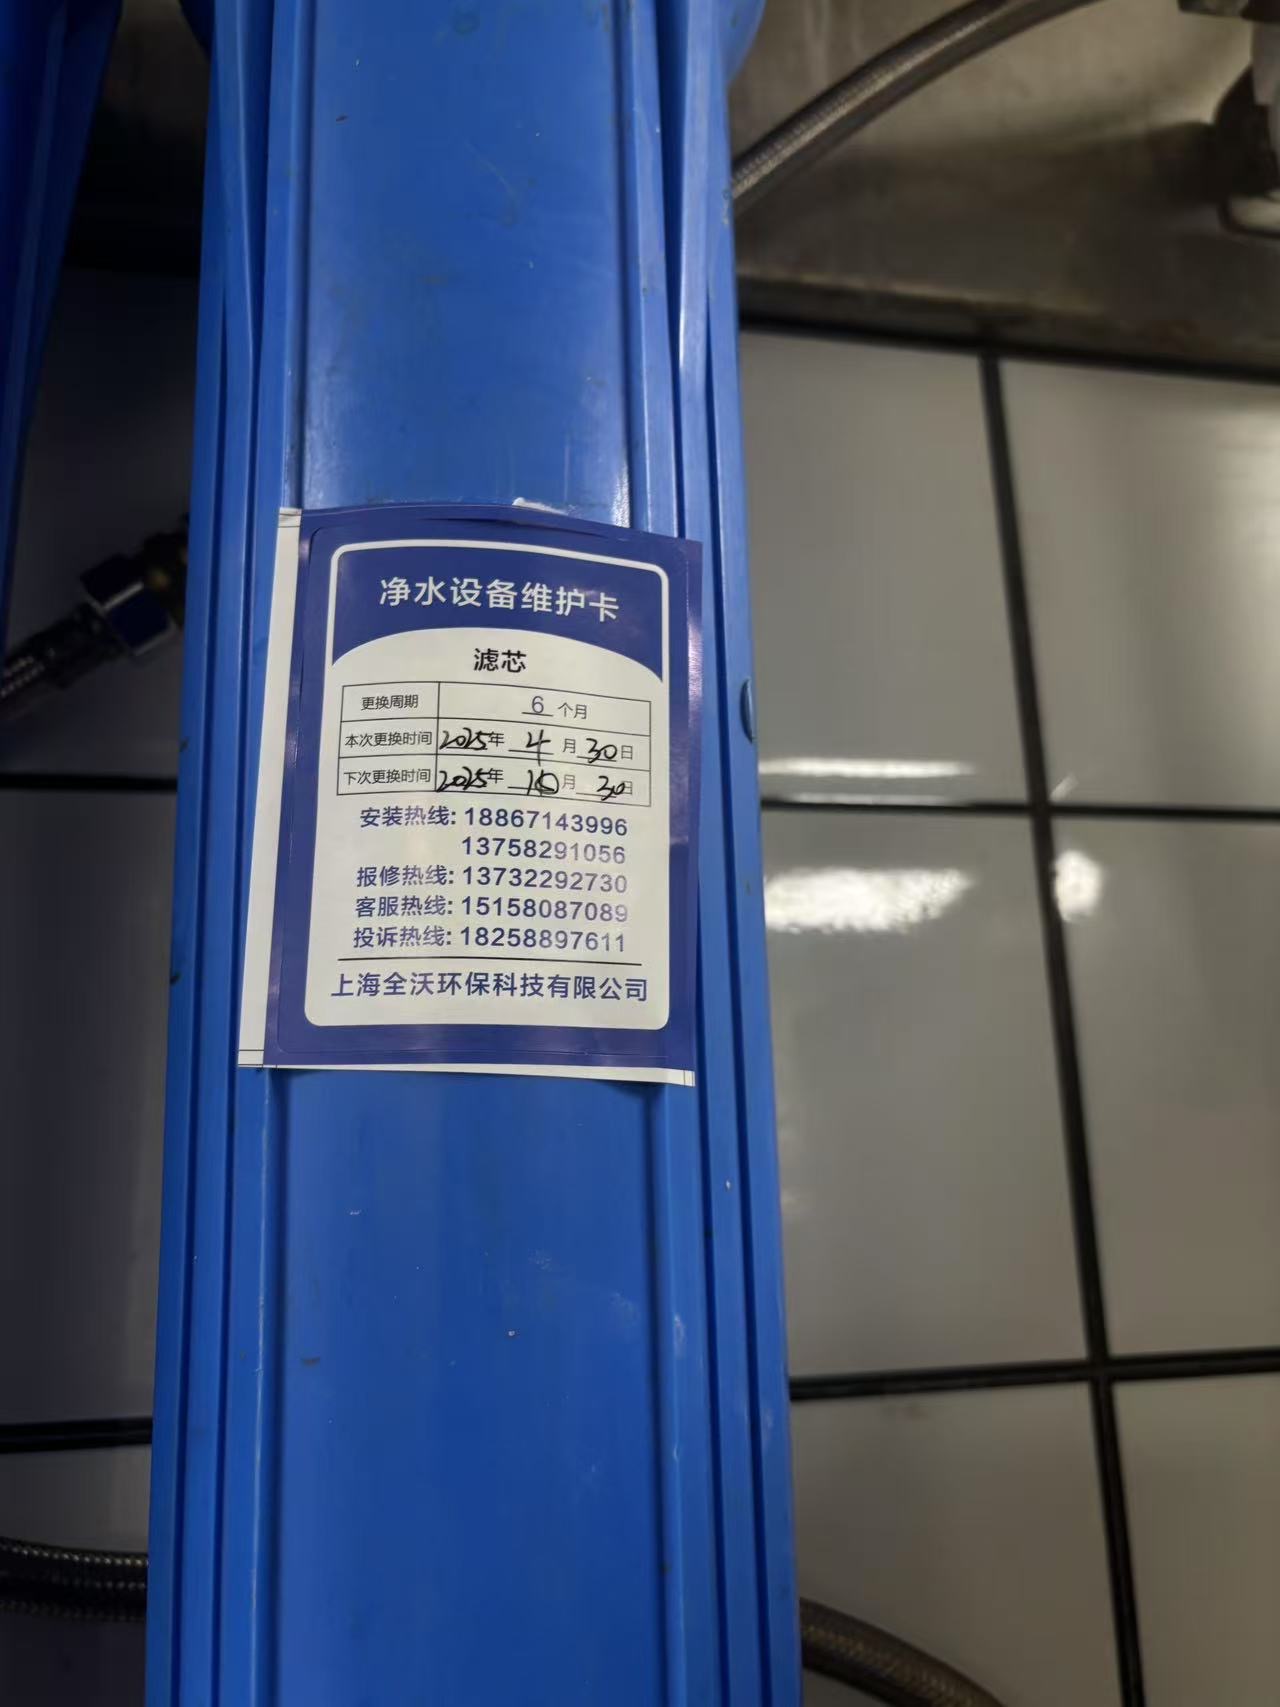 净水设备维护卡
滤芯
更换周期 6 个月
本次更换时间 2025年 4 月 30日
下次更换时间 2025年 10月 30日
安装热线: 18867143996
13758291056
报修热线: 13732292730
客服热线: 15158087089
投诉热线: 18258897611
上海全沃环保科技有限公司